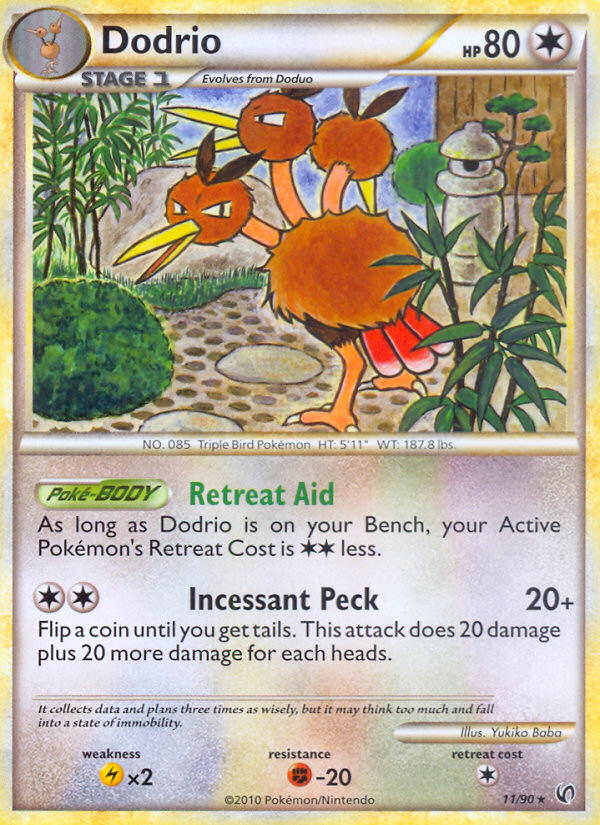 Dodrio
HP 80
STAGE 1
Evolves from Doduo
NO. 085 Triple Bird Pokémon HT: 5'11" WT: 187.8 lbs.
Poké-BODY Retreat Aid
As long as Dodrio is on your Bench, your Active
Pokémon's Retreat Cost is less.
Incessant Peck 20+
Flip a coin until you get tails. This attack does 20 damage
plus 20 more damage for each heads.
It collects data and plans three times as wisely, but it may think too much and fall
into a state of immobility.
Illus. Yukiko Baba
weakness resistance retreat cost
×2 -20
©2010 Pokémon/Nintendo 11/90 ★